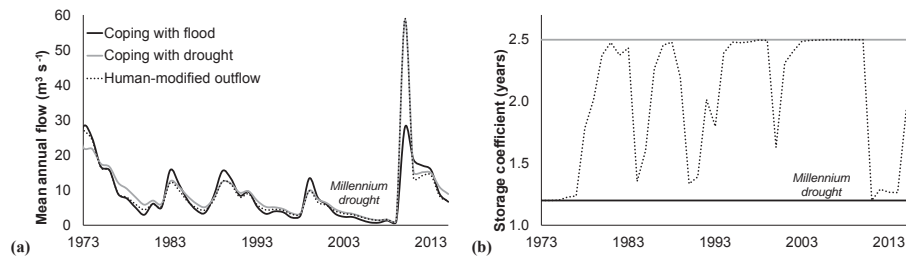 60
50
40
30
20
10
0
Mean annual flow (m³ s⁻¹)
Coping with flood
Coping with drought
Human-modified outflow
Millennium
drought
(a)
1973
1983
1993
2003
2013
2.5
2.0
1.5
1.0
Storage coefficient (years)
Millennium
drought
(b)
1973
1983
1993
2003
2013